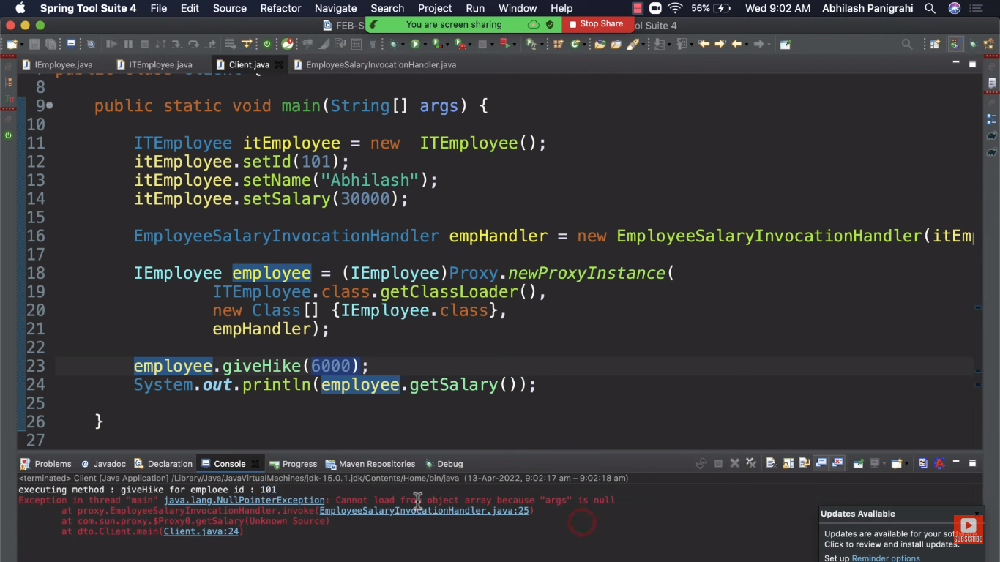 Spring Tool Suite 4 File Edit Source Refactor Navigate Search Project Run Window Help 56% Wed 9:02 AM Abhilash Panigrahi
FEB-S You are screen sharing Stop Share ol Suite 4
IEmployee.java ITEmployee.java Client.java EmployeeSalaryInvocationHandler.java
8
9 public static void main(String[] args) {
10
11 ITEmployee itEmployee = new ITEmployee();
12 itEmployee.setId(101);
13 itEmployee.setName("Abhilash");
14 itEmployee.setSalary(30000);
15
16 EmployeeSalaryInvocationHandler empHandler = new EmployeeSalaryInvocationHandler(itEmp
17
18 IEmployee employee = (IEmployee)Proxy.newProxyInstance(
19 ITEmployee.class.getClassLoader(),
20 new Class[] {IEmployee.class},
21 empHandler);
22
23 employee.giveHike(6000);
24 System.out.println(employee.getSalary());
25
26 }
27
Problems @ Javadoc Declaration Console Progress Maven Repositories Debug
<terminated> Client [Java Application] /Library/Java/JavaVirtualMachines/jdk-15.0.1.jdk/Contents/Home/bin/java (13-Apr-2022, 9:02:17 am – 9:02:18 am)
executing method : giveHike for emploee id : 101
Exception in thread "main" java.lang.NullPointerException: Cannot load from object array because "args" is null
at proxy.EmployeeSalaryInvocationHandler.invoke(EmployeeSalaryInvocationHandler.java:25)
at com.sun.proxy.$Proxy0.getSalary(Unknown Source)
at dto.Client.main(Client.java:24)
Updates Available
Updates are available for your sof
Click to review and install updates.
Set up Reminder options
SUBSCRIBE